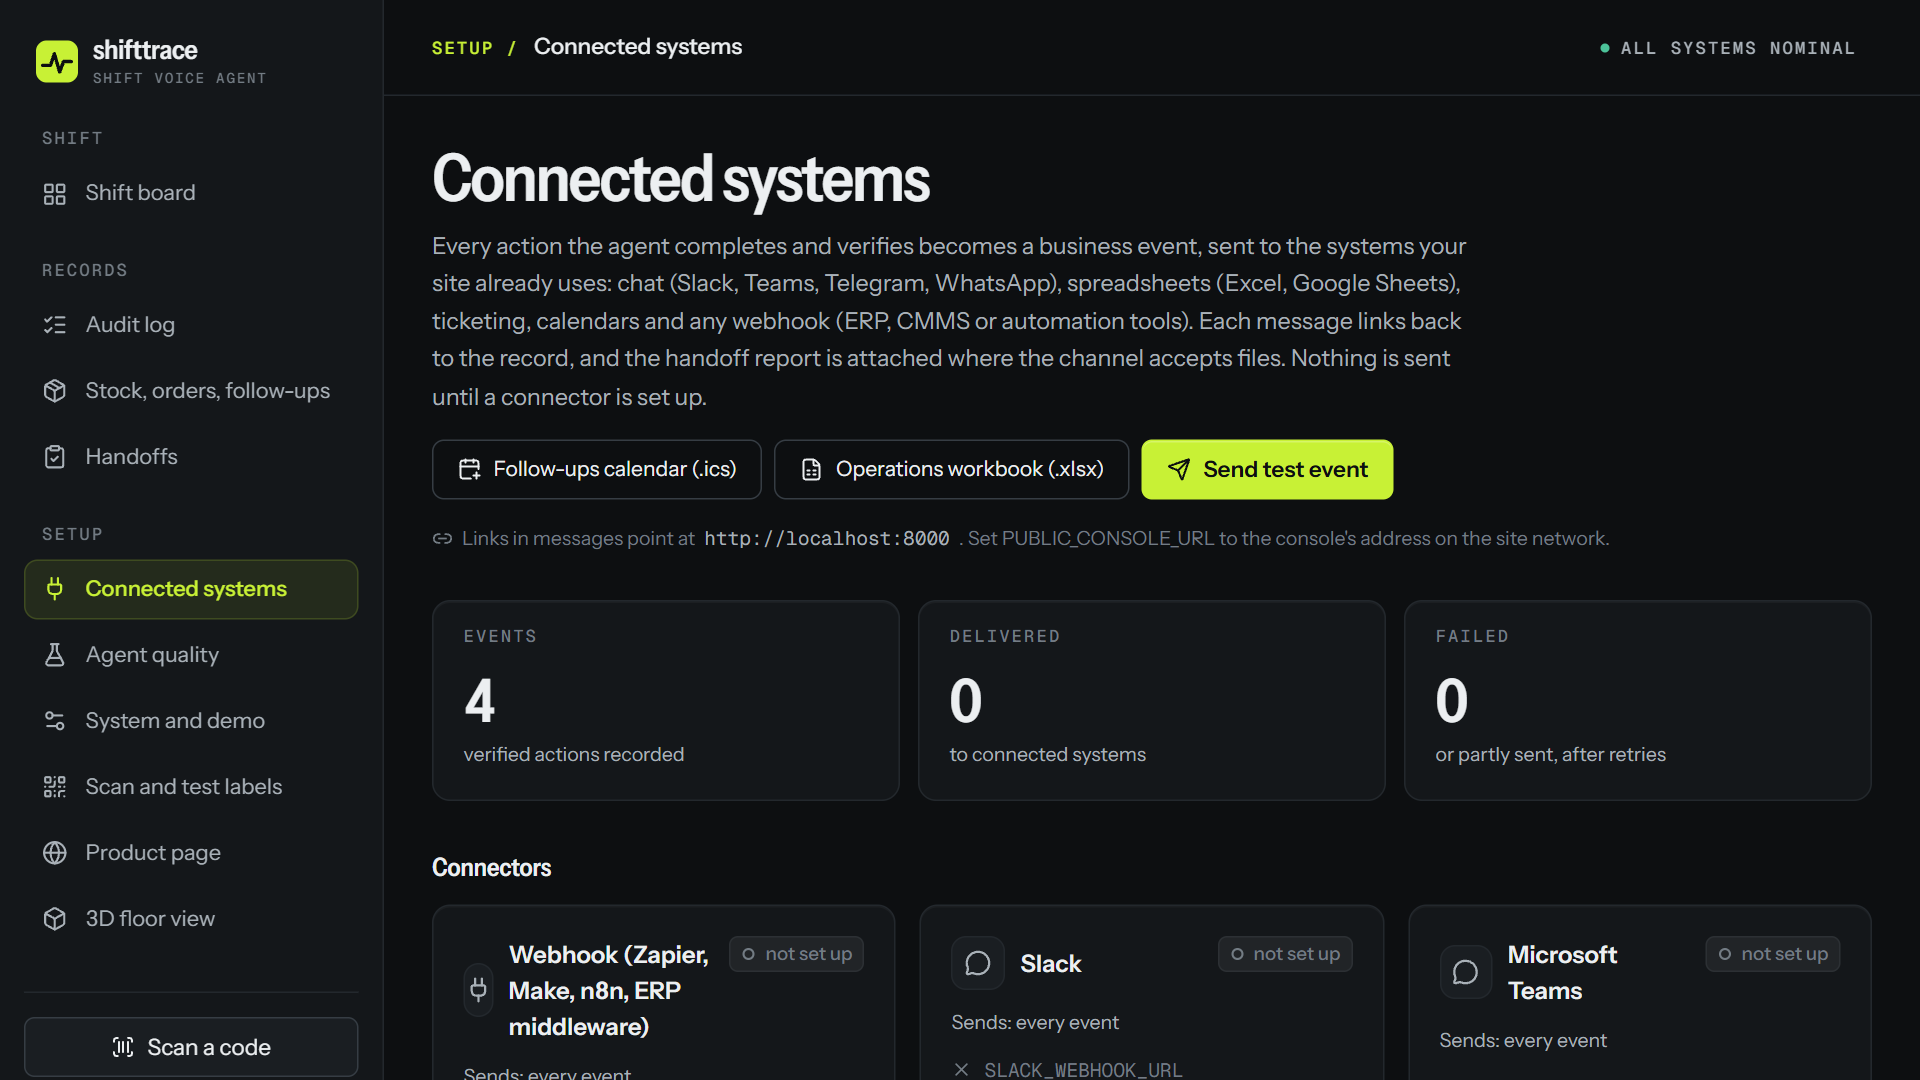 shifttrace
SHIFT VOICE AGENT
SHIFT
Shift board
RECORDS
Audit log
Stock, orders, follow-ups
Handoffs
SETUP
Connected systems
Agent quality
System and demo
Scan and test labels
Product page
3D floor view
Scan a code
SETUP / Connected systems
ALL SYSTEMS NOMINAL
Connected systems
Every action the agent completes and verifies becomes a business event, sent to the systems your
site already uses: chat (Slack, Teams, Telegram, WhatsApp), spreadsheets (Excel, Google Sheets),
ticketing, calendars and any webhook (ERP, CMMS or automation tools). Each message links back
to the record, and the handoff report is attached where the channel accepts files. Nothing is sent
until a connector is set up.
Follow-ups calendar (.ics)
Operations workbook (.xlsx)
Send test event
Links in messages point at http://localhost:8000 . Set PUBLIC_CONSOLE_URL to the console's address on the site network.
EVENTS
4
verified actions recorded
DELIVERED
0
to connected systems
FAILED
0
or partly sent, after retries
Connectors
Webhook (Zapier,
Make, n8n, ERP
middleware)
not set up
Sends: every event
Slack
not set up
Sends: every event
SLACK_WEBHOOK_URL
Microsoft
Teams
not set up
Sends: every event